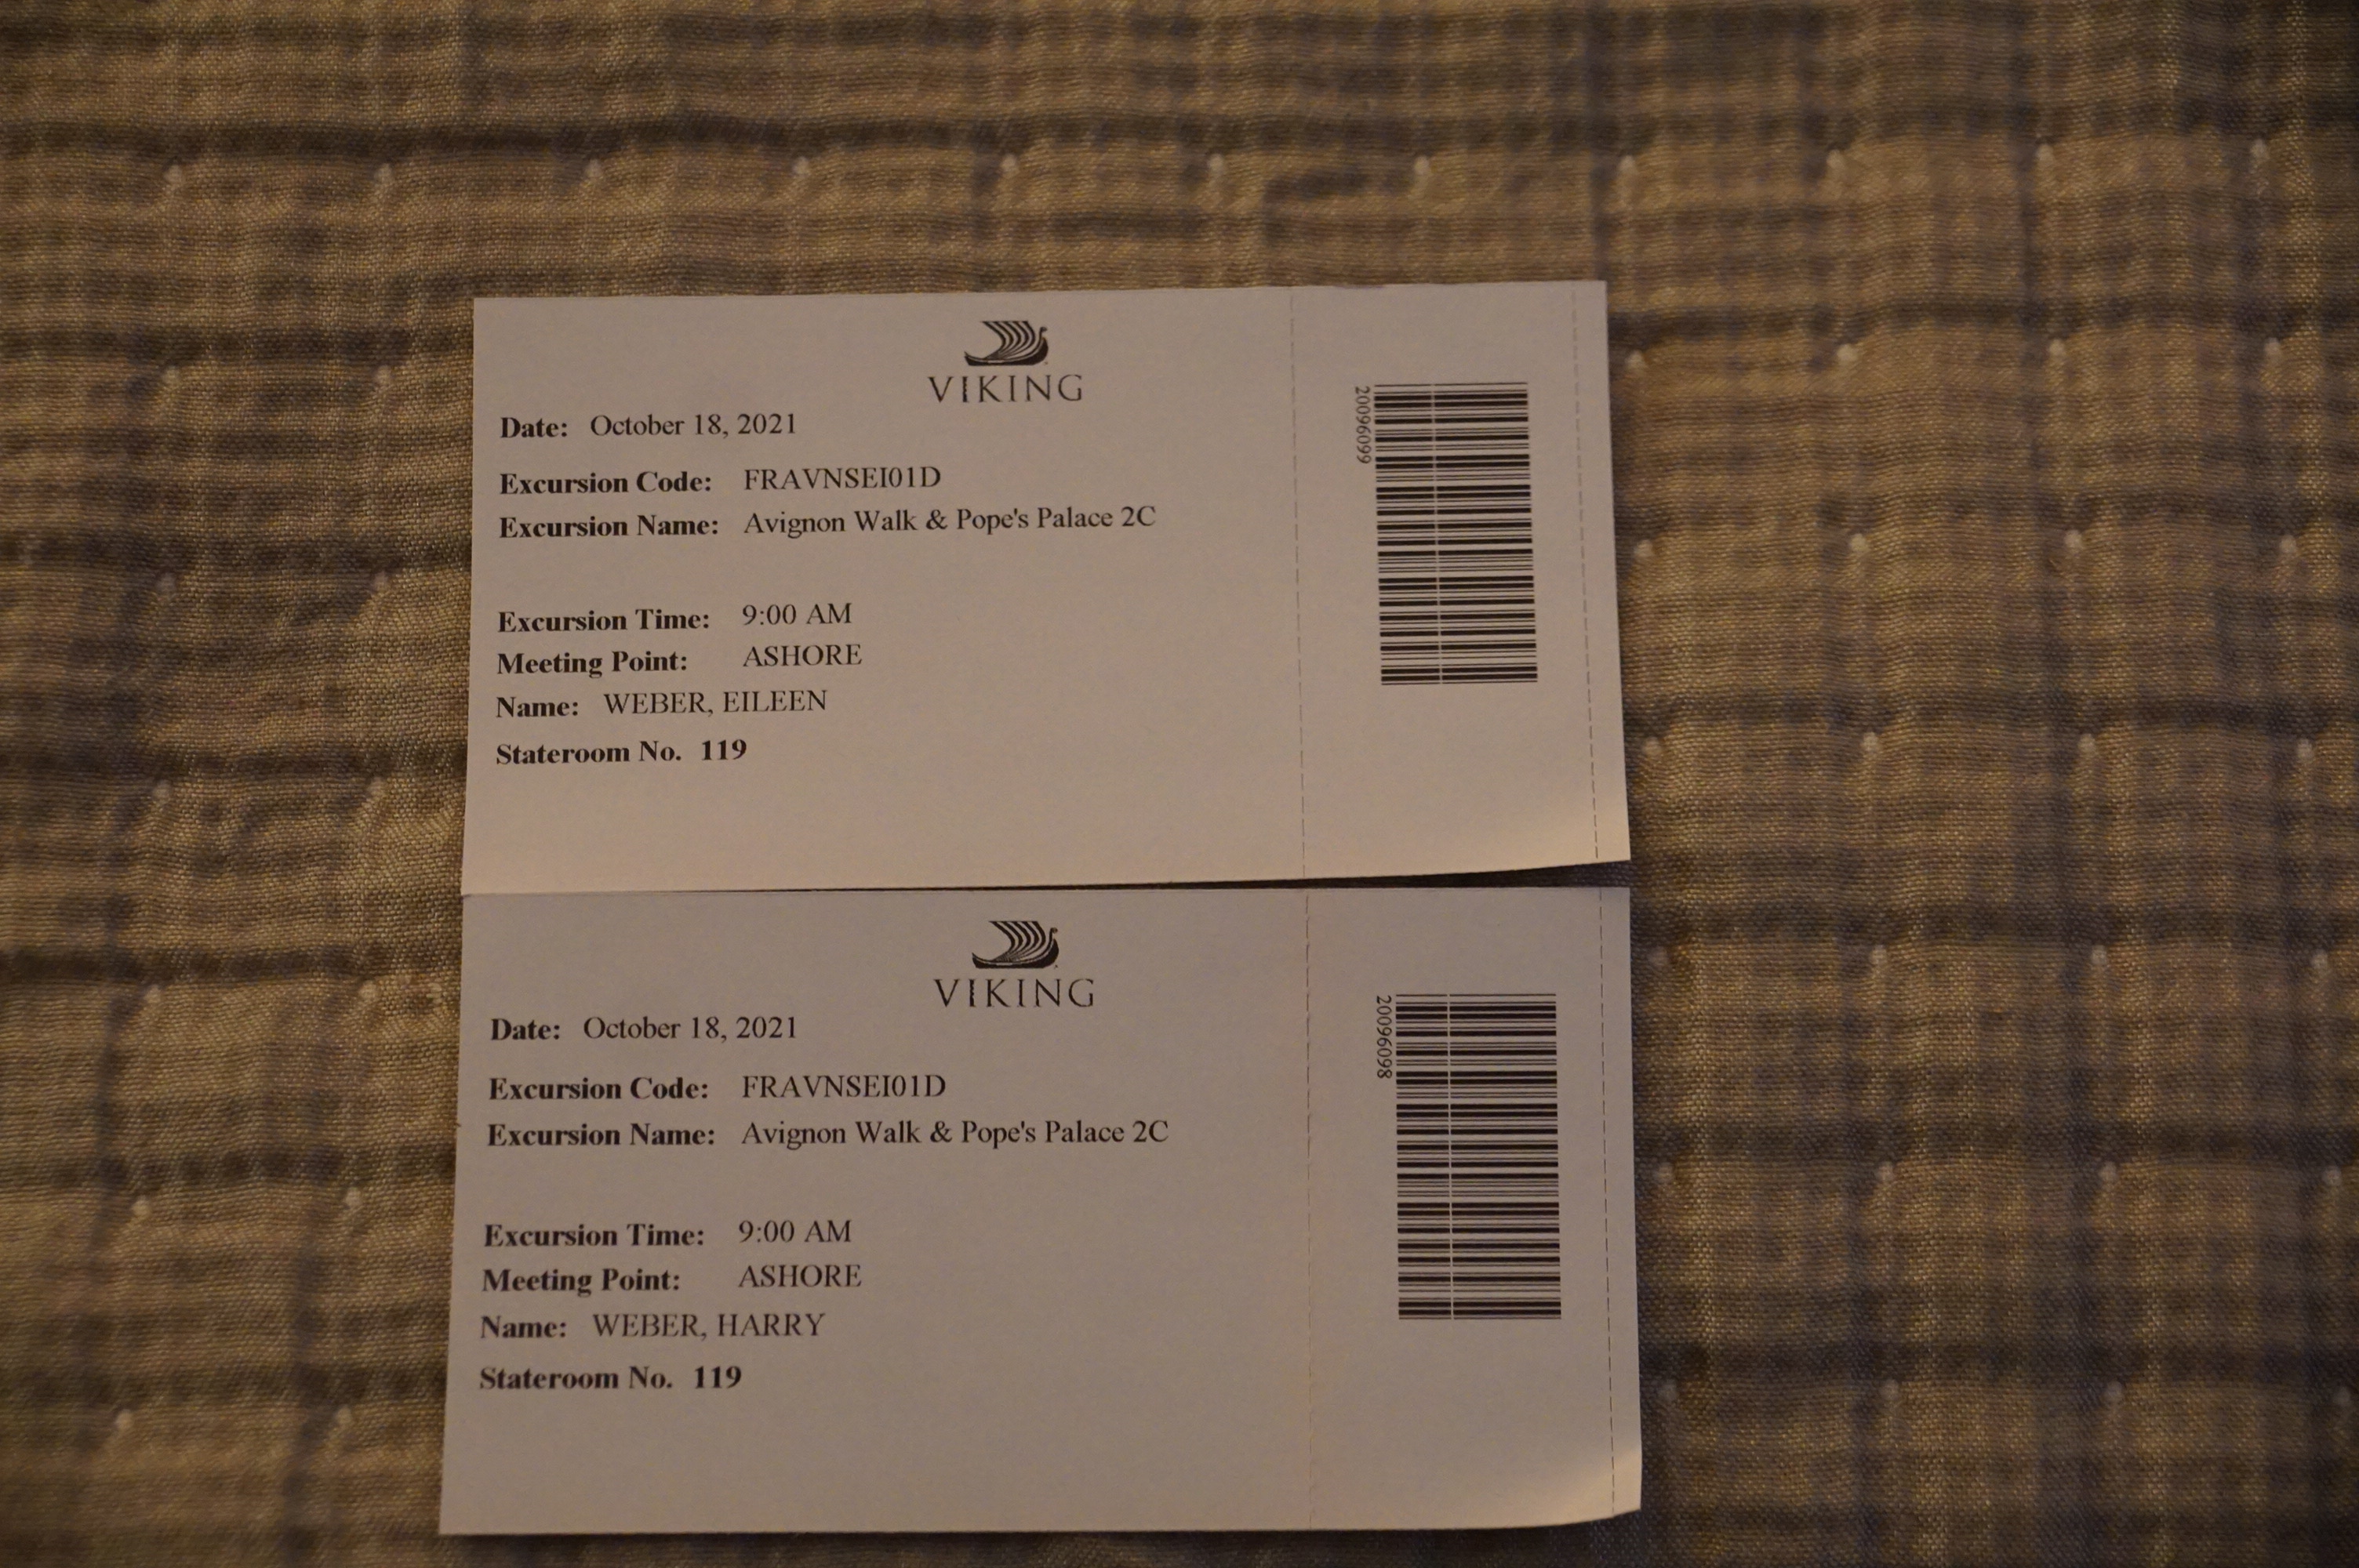 VIKING
Date: October 18, 2021
Excursion Code: FRAVNSEI01D
Excursion Name: Avignon Walk & Pope's Palace 2C
Excursion Time: 9:00 AM
Meeting Point: ASHORE
Name: WEBER, EILEEN
Stateroom No. 119
20096099
VIKING
Date: October 18, 2021
Excursion Code: FRAVNSEI01D
Excursion Name: Avignon Walk & Pope's Palace 2C
Excursion Time: 9:00 AM
Meeting Point: ASHORE
Name: WEBER, HARRY
Stateroom No. 119
20096098